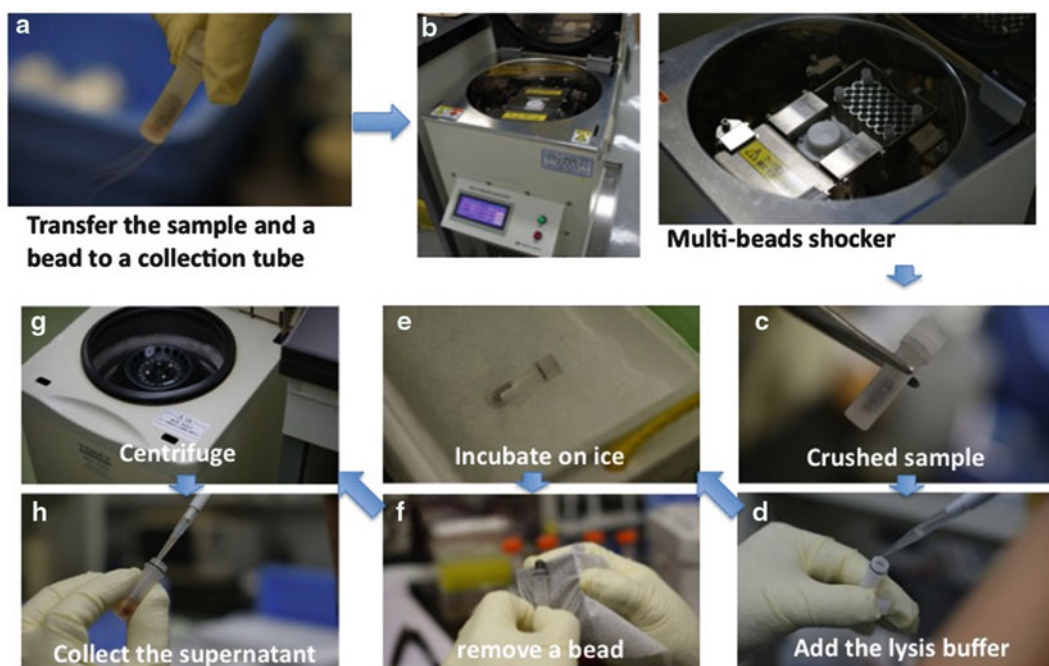 a
Transfer the sample and a
bead to a collection tube
b
Multi-beads shocker
c
Crushed sample
d
Add the lysis buffer
e
Incubate on ice
f
remove a bead
g
Centrifuge
h
Collect the supernatant